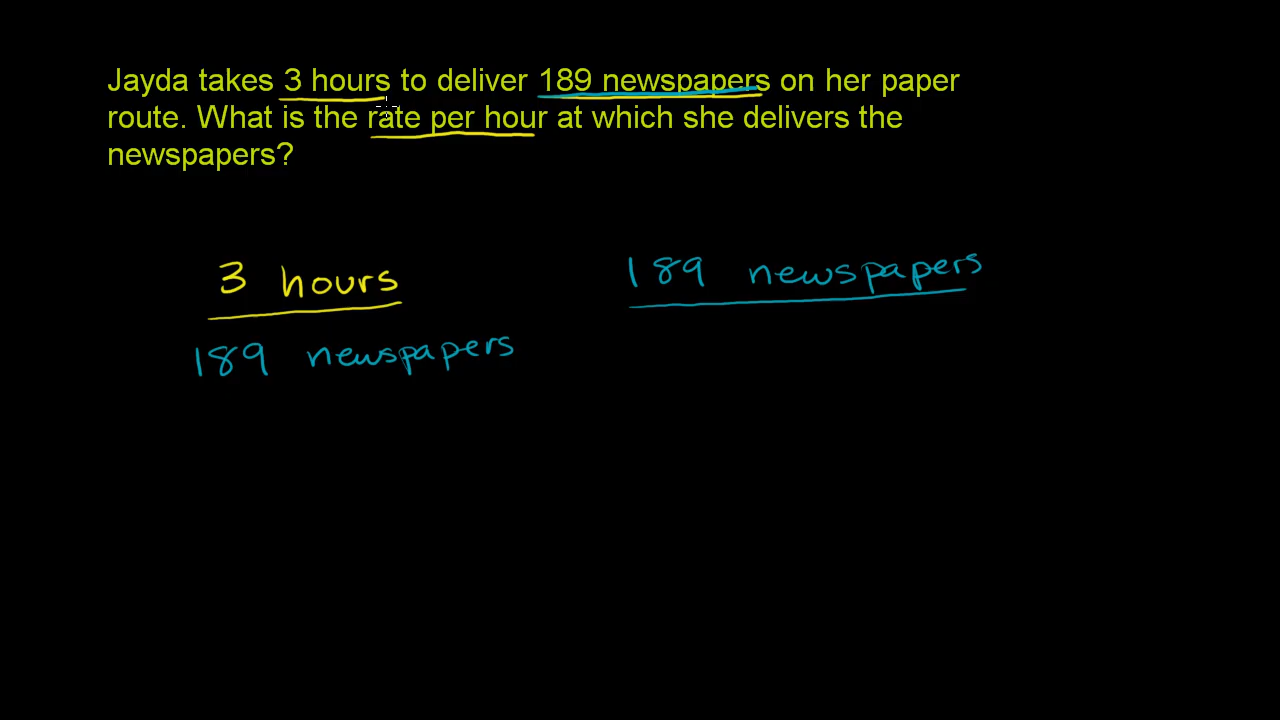 Jayda takes 3 hours to deliver 189 newspapers on her paper
route. What is the rate per hour at which she delivers the
newspapers?
3 hours
189 newspapers
189 newspapers